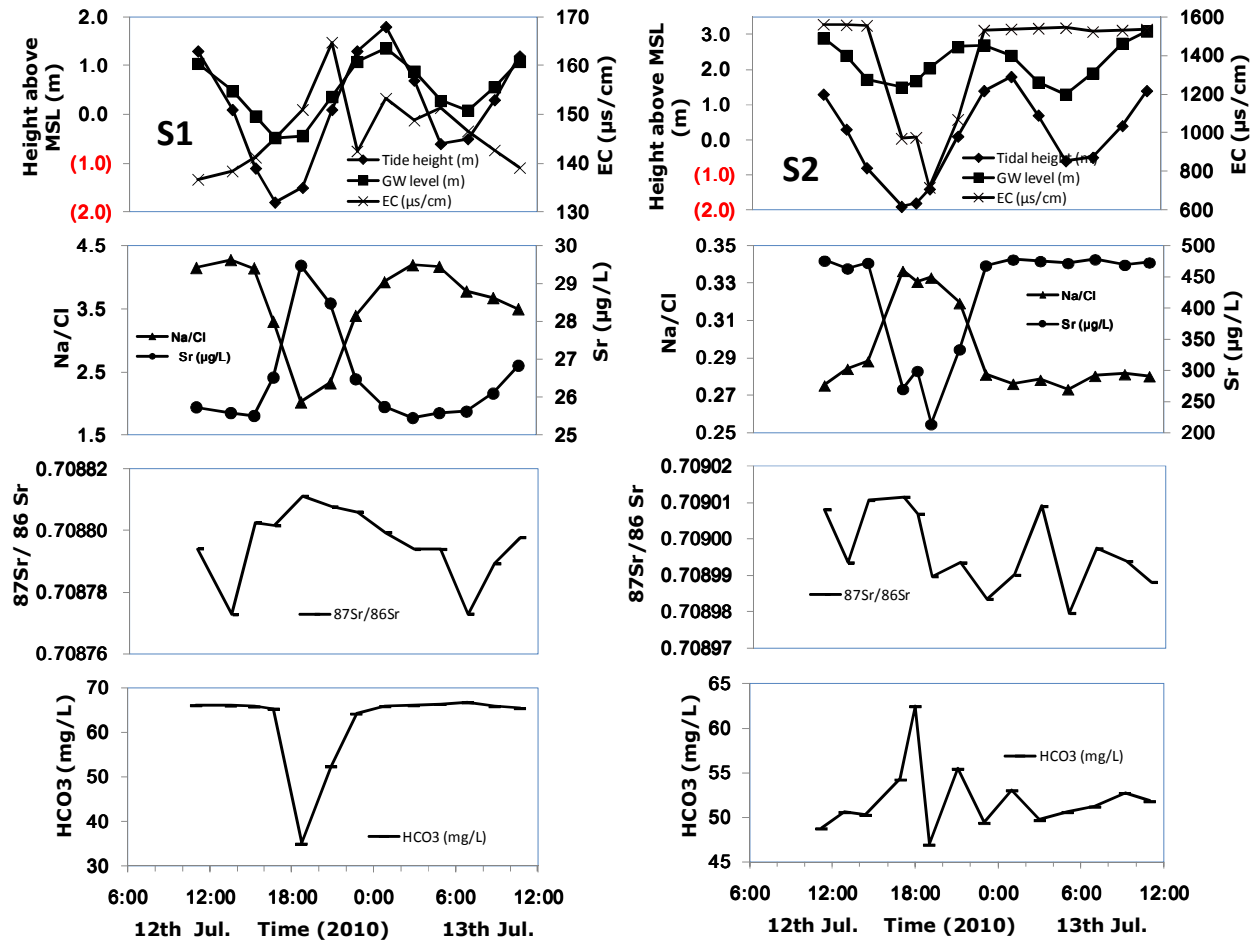 2.0
1.0
0.0
(1.0)
(2.0)
Height above
MSL (m)
S1
Tide height (m)
GW level (m)
EC (µs/cm)
170
160
150
140
130
EC (µs/cm)
3.0
2.0
1.0
0.0
(1.0)
(2.0)
Height above MSL
(m)
S2
Tidal height (m)
GW level (m)
EC (µs/cm)
1600
1400
1200
1000
800
600
EC (µs/cm)
4.5
3.5
2.5
1.5
Na/Cl
Na/Cl
Sr (µg/L)
30
29
28
27
26
25
Sr (µg/L)
0.35
0.33
0.31
0.29
0.27
0.25
Na/Cl
Na/Cl
Sr (µg/L)
500
450
400
350
300
250
200
Sr (µg/L)
0.70882
0.70880
0.70878
0.70876
87Sr/ 86 Sr
87Sr/86Sr
0.70902
0.70901
0.70900
0.70899
0.70898
0.70897
87Sr/86Sr
87Sr/86Sr
70
60
50
40
30
HCO3 (mg/L)
HCO3 (mg/L)
6:00 12:00 18:00 0:00 6:00 12:00
12th Jul. Time (2010) 13th Jul.
65
60
55
50
45
HCO3 (mg/L)
HCO3 (mg/L)
6:00 12:00 18:00 0:00 6:00 12:00
12th Jul. Time (2010) 13th Jul.